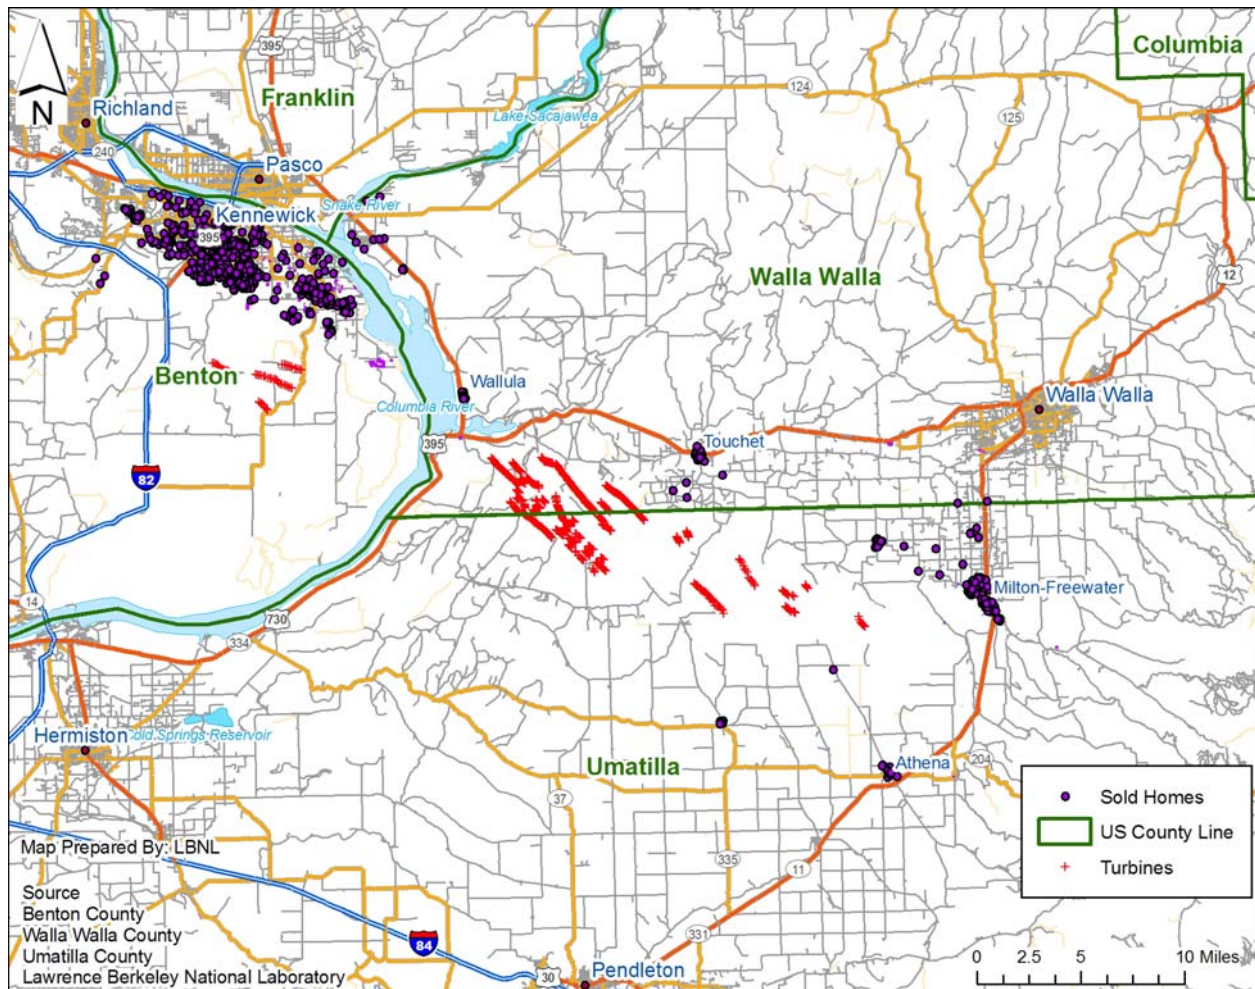 Columbia
395
124
Franklin
N
Richland
Lake Sacajawea
125
240
Pasco
Snake River
Kennewick
395
Walla Walla
12
Benton
Wallula
Walla Walla
Columbia River
395
Touchet
82
Milton-Freewater
14
730
334
Hermiston
old Springs Reservoir
Umatilla
Athena
204
37
335
11
Sold Homes
US County Line
Turbines
Map Prepared By: LBNL
Source
Benton County
Walla Walla County
Umatilla County
Lawrence Berkeley National Laboratory
84
331
30
Pendleton
0 2.5 5 10 Miles